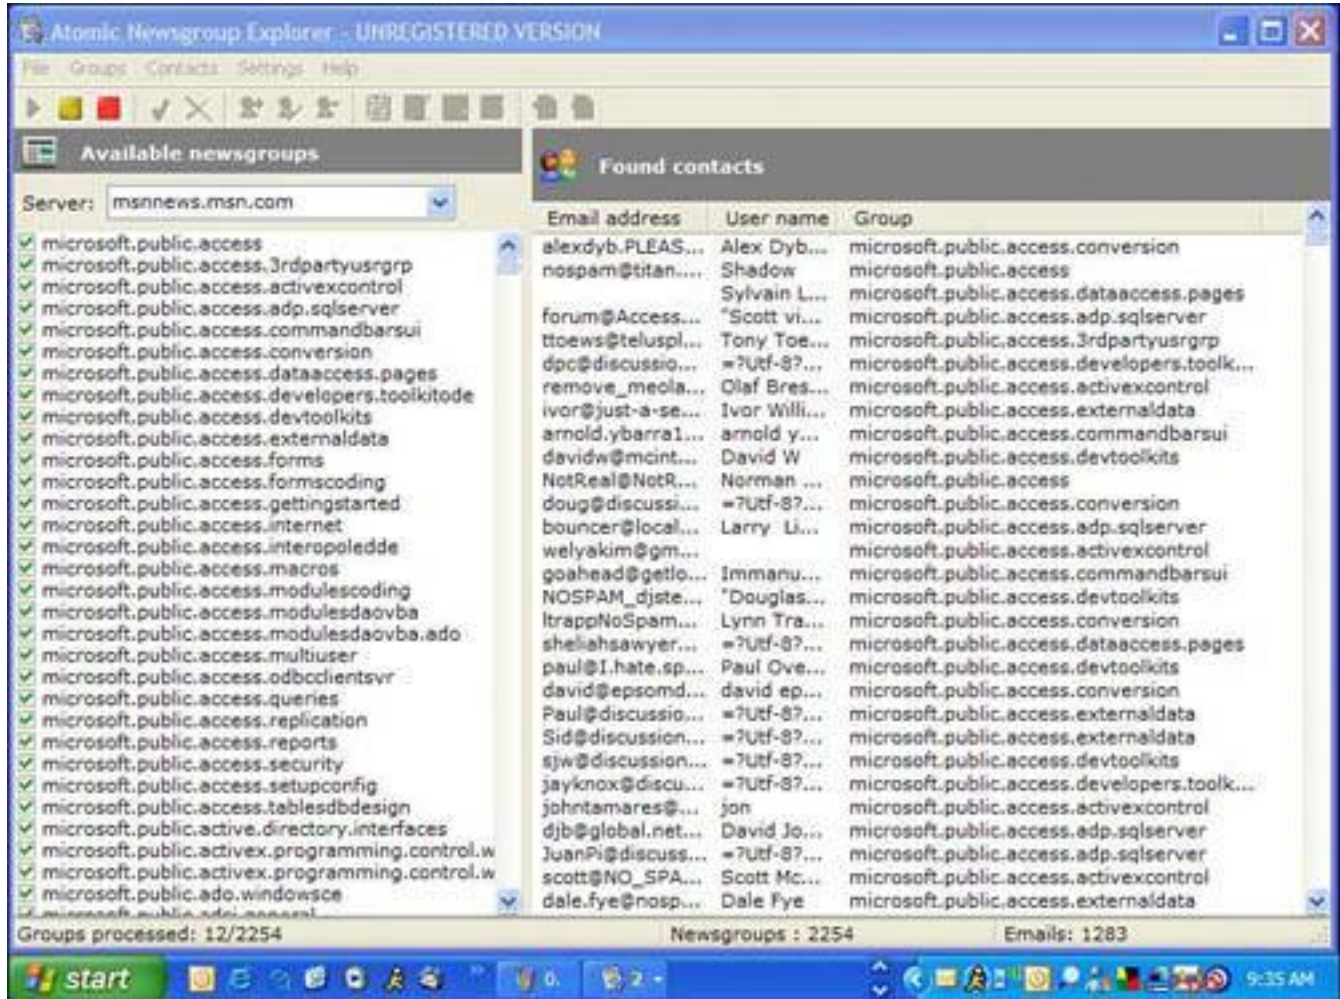 Atomic Newsgroup Explorer - UNREGISTERED VERSION
File Groups Contacts Settings Help
Available newsgroups
Server: msnnews.msn.com
microsoft.public.access
microsoft.public.access.3rdpartyusrgrp
microsoft.public.access.activexcontrol
microsoft.public.access.adp.sqlserver
microsoft.public.access.commandbarsui
microsoft.public.access.conversion
microsoft.public.access.dataaccess.pages
microsoft.public.access.developers.toolkitode
microsoft.public.access.devtoolkits
microsoft.public.access.externaldata
microsoft.public.access.forms
microsoft.public.access.formscoding
microsoft.public.access.gettingstarted
microsoft.public.access.internet
microsoft.public.access.interopoledde
microsoft.public.access.macros
microsoft.public.access.modulescoding
microsoft.public.access.modulesdaovba
microsoft.public.access.modulesdaovba.ado
microsoft.public.access.multiuser
microsoft.public.access.odbcclientsvr
microsoft.public.access.queries
microsoft.public.access.replication
microsoft.public.access.reports
microsoft.public.access.security
microsoft.public.access.setupconfig
microsoft.public.access.tablesdbdesign
microsoft.public.active.directory.interfaces
microsoft.public.activex.programming.control.w
microsoft.public.activex.programming.control.w
microsoft.public.ado.windowsce
microsoft.public.adsi.general
Found contacts
Email address User name Group
alexdyb.PLEAS... Alex Dyb... microsoft.public.access.conversion
nospam@titan.... Shadow microsoft.public.access
Sylvain L... microsoft.public.access.dataaccess.pages
forum@Access... "Scott vi... microsoft.public.access.adp.sqlserver
ttoews@teluspl... Tony Toe... microsoft.public.access.3rdpartyusrgrp
dpc@discussio... =?Utf-8?... microsoft.public.access.developers.toolk...
remove_meola... Olaf Bres... microsoft.public.access.activexcontrol
ivor@just-a-se... Ivor Willi... microsoft.public.access.externaldata
arnold.ybarra1... arnold y... microsoft.public.access.commandbarsui
davidw@mcint... David W microsoft.public.access.devtoolkits
NotReal@NotR... Norman ... microsoft.public.access
doug@discussi... =?Utf-8?... microsoft.public.access.conversion
bouncer@local... Larry Li... microsoft.public.access.adp.sqlserver
welyakim@gm... microsoft.public.access.activexcontrol
goahead@getlo... Immanu... microsoft.public.access.commandbarsui
NOSPAM_djste... "Douglas... microsoft.public.access.devtoolkits
ltrappNoSpam... Lynn Tra... microsoft.public.access.conversion
sheliahsawyer... =?Utf-8?... microsoft.public.access.dataaccess.pages
paul@I.hate.sp... Paul Ove... microsoft.public.access.devtoolkits
david@epsomd... david ep... microsoft.public.access.conversion
Paul@discussio... =?Utf-8?... microsoft.public.access.externaldata
Sid@discussion... =?Utf-8?... microsoft.public.access.externaldata
sjw@discussion... =?Utf-8?... microsoft.public.access.devtoolkits
jayknox@discu... =?Utf-8?... microsoft.public.access.developers.toolk...
johntamares@... jon microsoft.public.access.activexcontrol
djb@global.net... David Jo... microsoft.public.access.adp.sqlserver
JuanPi@discuss... =?Utf-8?... microsoft.public.access.adp.sqlserver
scott@NO_SPA... Scott Mc... microsoft.public.access.activexcontrol
dale.fye@nosp... Dale Fye microsoft.public.access.externaldata
Groups processed: 12/2254 Newsgroups : 2254 Emails: 1283
start 0. 2 9:35 AM